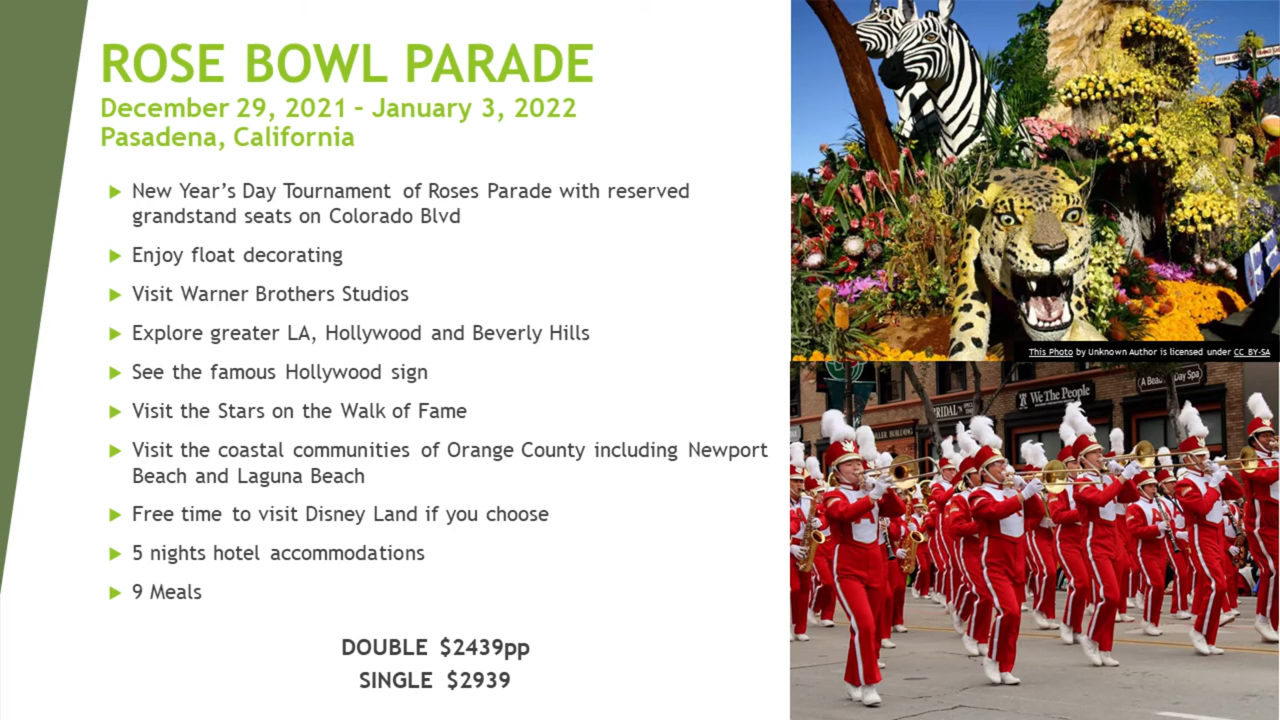 ROSE BOWL PARADE
December 29, 2021 – January 3, 2022
Pasadena, California
New Year's Day Tournament of Roses Parade with reserved
grandstand seats on Colorado Blvd
Enjoy float decorating
Visit Warner Brothers Studios
Explore greater LA, Hollywood and Beverly Hills
See the famous Hollywood sign
Visit the Stars on the Walk of Fame
Visit the coastal communities of Orange County including Newport
Beach and Laguna Beach
Free time to visit Disney Land if you choose
5 nights hotel accommodations
9 Meals
DOUBLE $2439pp
SINGLE $2939
This Photo by Unknown Author is licensed under CC BY-SA
We The People
Day Spa